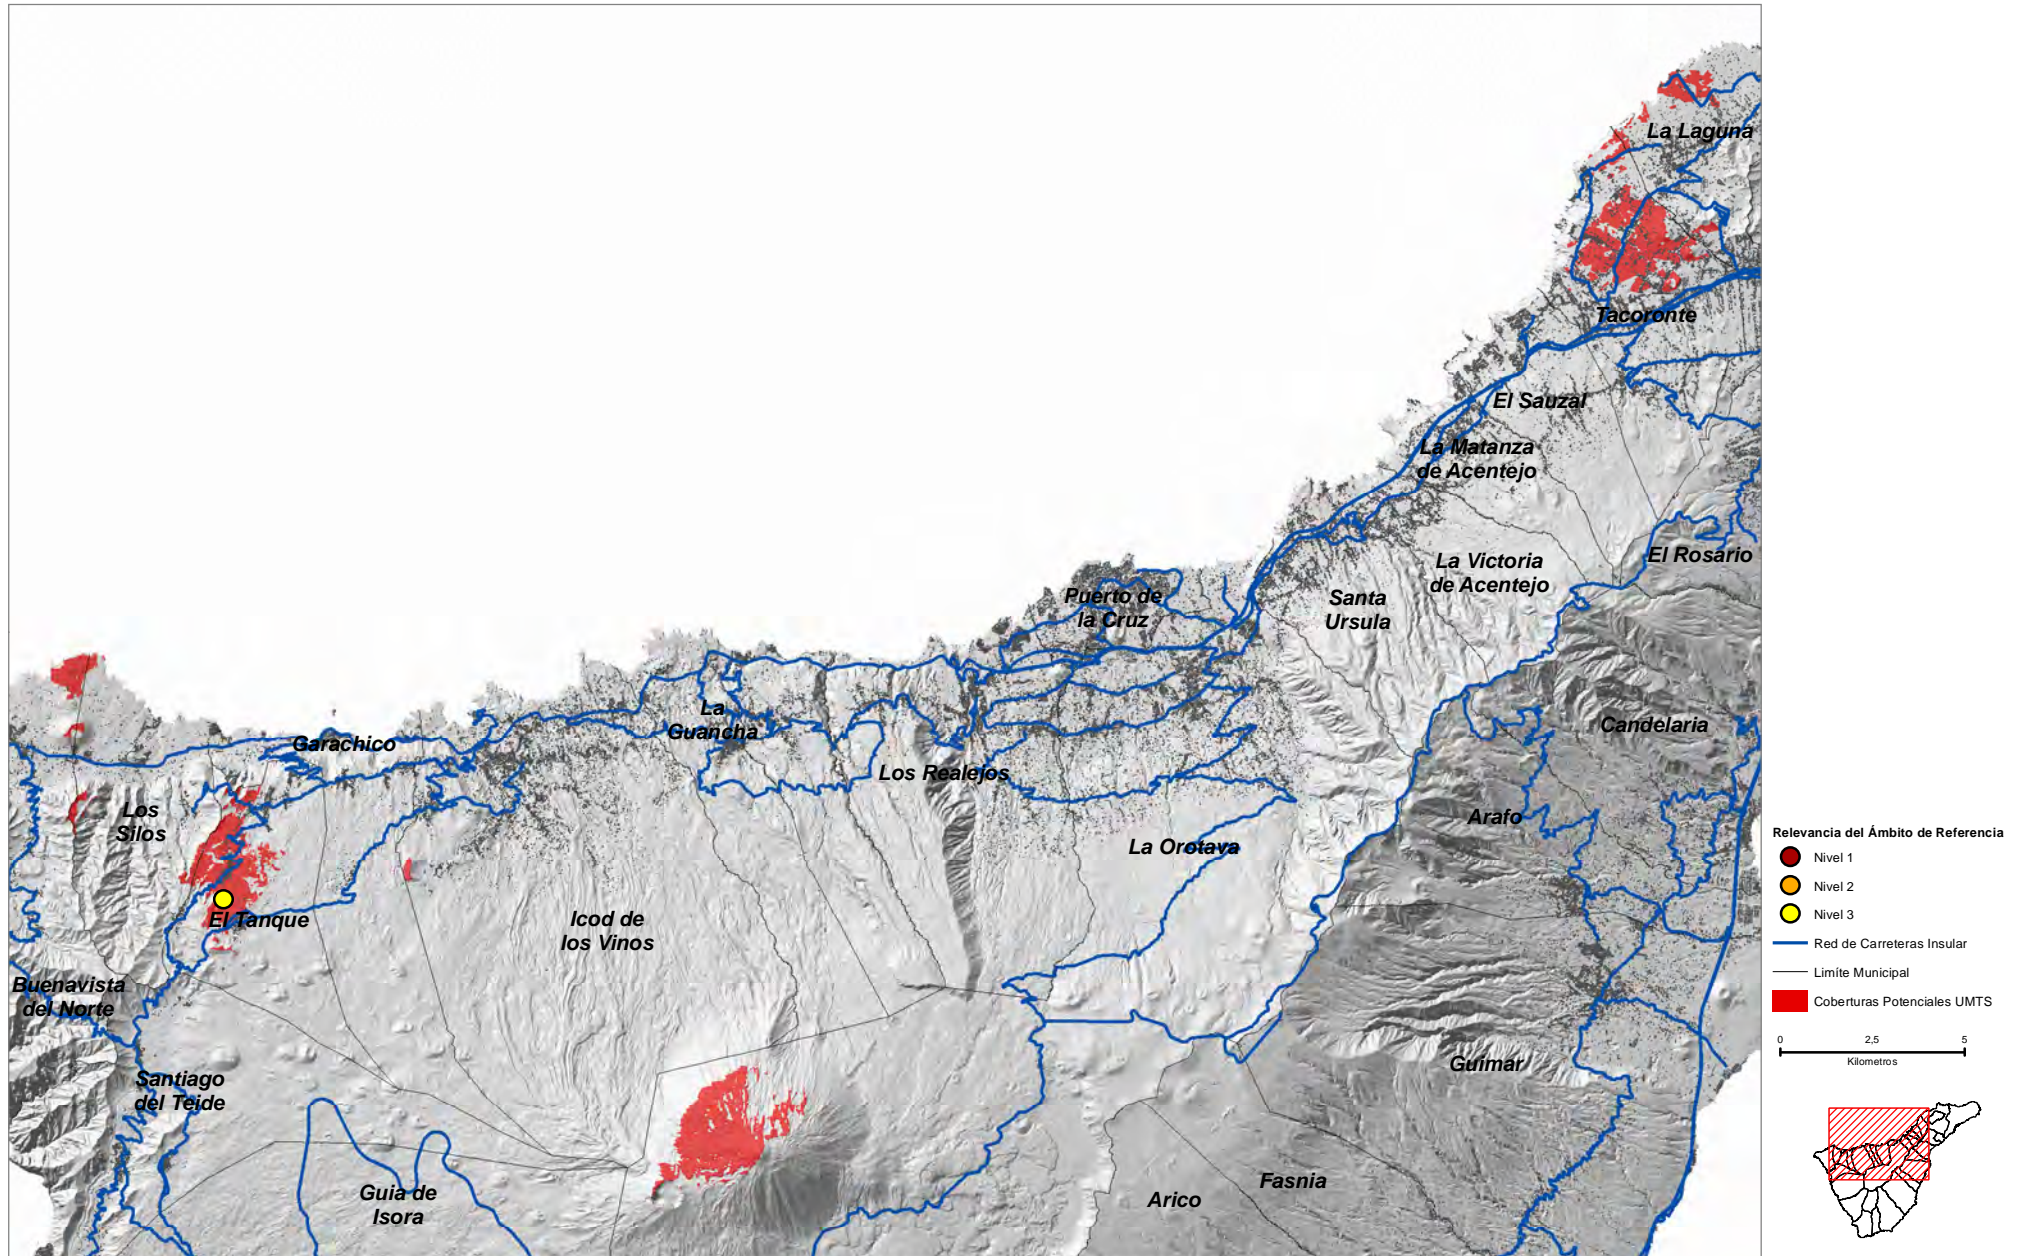 La Laguna
Tacoronte
El Sauzal
La Matanza
de Acentejo
El Rosario
La Victoria
de Acentejo
Santa
Ursula
Puerto de
la Cruz
La
Guancha
Candelaria
Garachico
Los Realejos
Los
Silos
Arafo
La Orotava
El Tanque
Icod de
los Vinos
Buenavista
del Norte
Guimar
Santiago
del Teide
Guia de
Isora
Fasnia
Arico
Relevancia del Ámbito de Referencia
Nivel 1
Nivel 2
Nivel 3
Red de Carreteras Insular
Limíte Municipal
Coberturas Potenciales UMTS
0 2,5 5
Kilometros